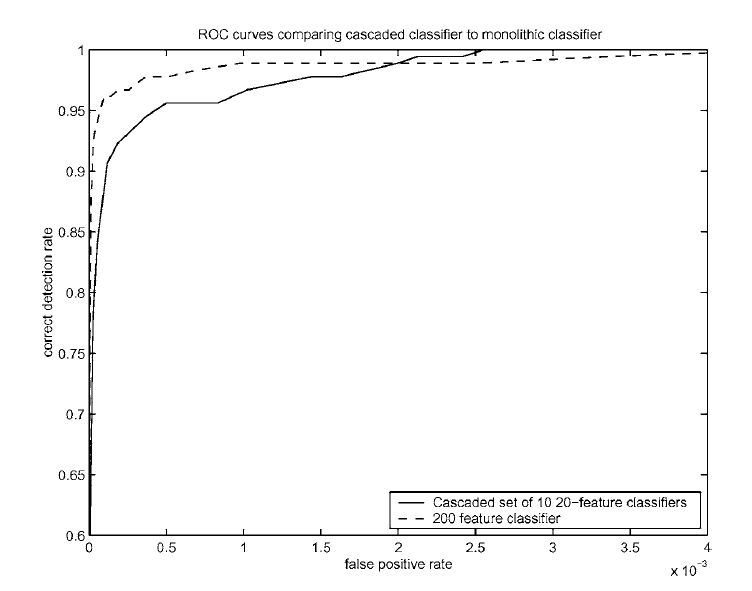 ROC curves comparing cascaded classifier to monolithic classifier
1
0.95
0.9
0.85
0.8
0.75
0.7
0.65
0.6
correct detection rate
Cascaded set of 10 20−feature classifiers
200 feature classifier
0 0.5 1 1.5 2 2.5 3 3.5 4
false positive rate
x 10⁻³